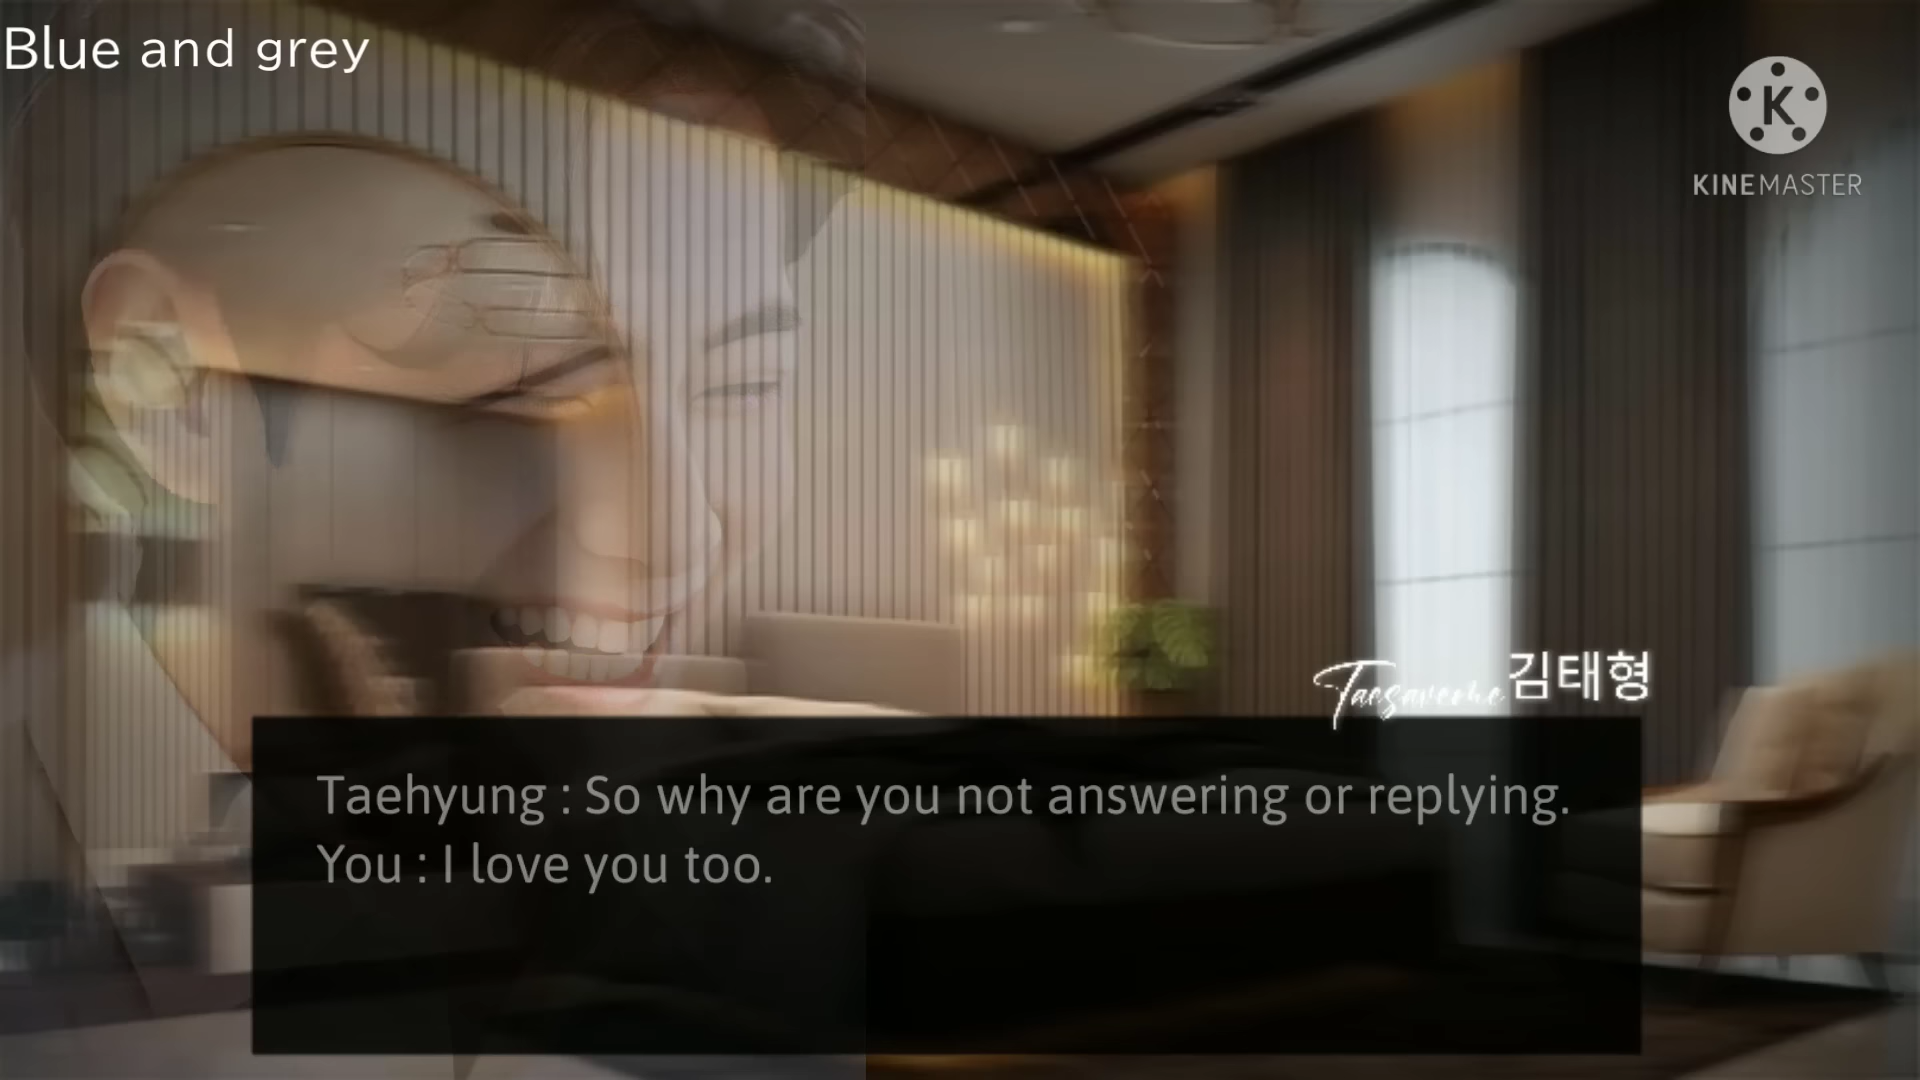 Blue and grey
K
KINEMASTER
Taesaveme 김태형
Taehyung : So why are you not answering or replying.
You : I love you too.